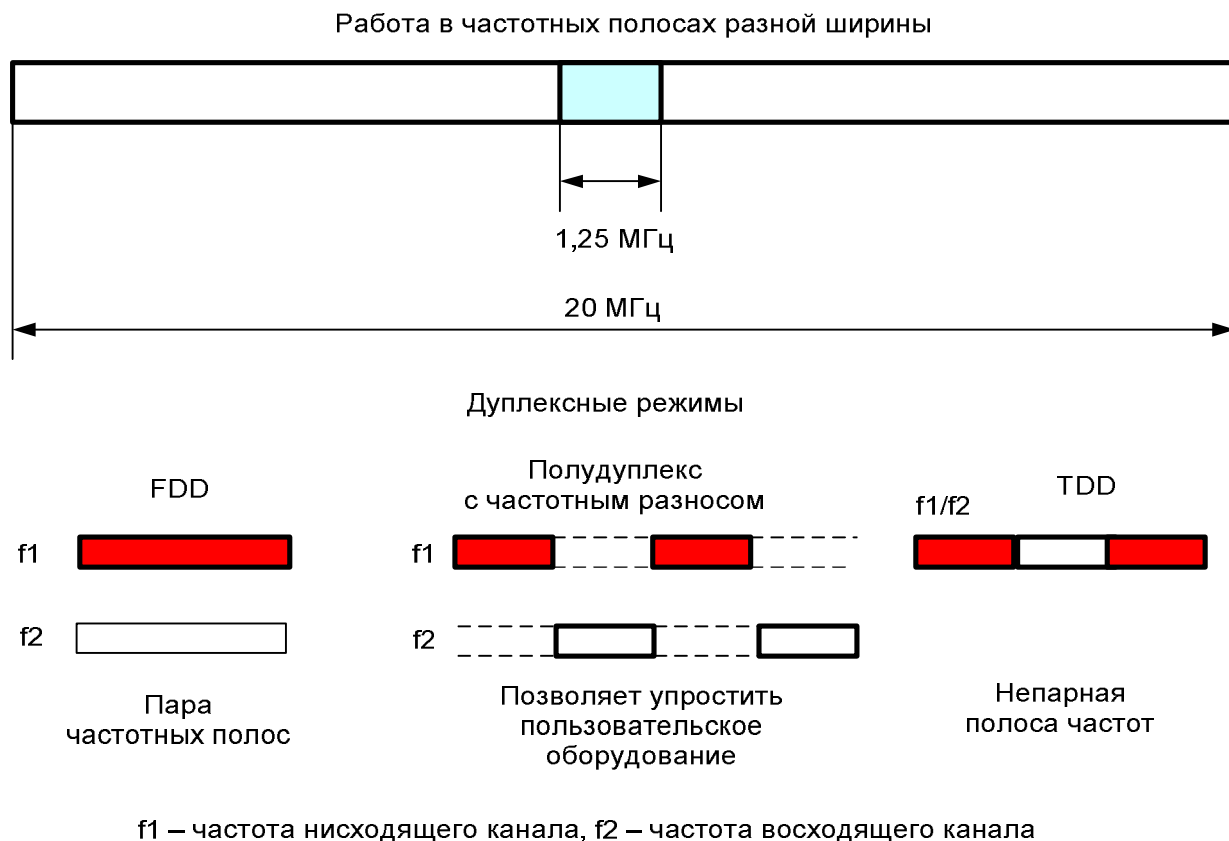 Работа в частотных полосах разной ширины
1,25 МГц
20 МГц
Дуплексные режимы
FDD
f1
f2
Пара
частотных полос
Полудуплекс
с частотным разносом
f1
f2
Позволяет упростить
пользовательское
оборудование
TDD
f1/f2
Непарная
полоса частот
f1 – частота нисходящего канала, f2 – частота восходящего канала